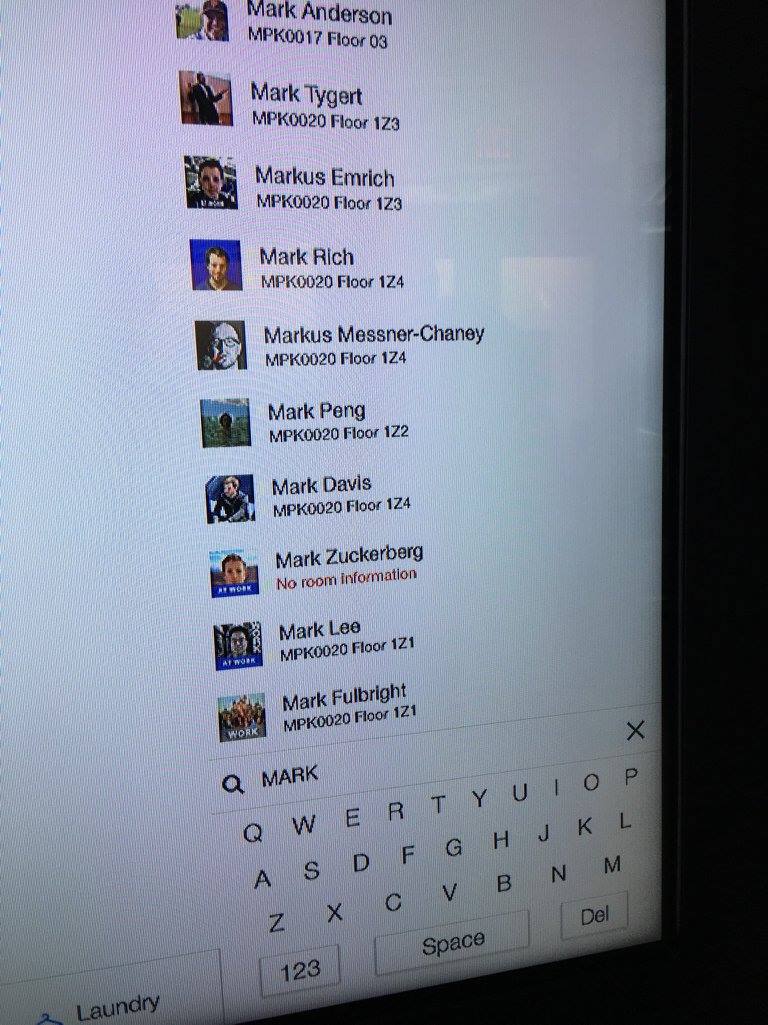 Mark Anderson
MPK0017 Floor 03
Mark Tygert
MPK0020 Floor 1Z3
Markus Emrich
MPK0020 Floor 1Z3
Mark Rich
MPK0020 Floor 1Z4
Markus Messner-Chaney
MPK0020 Floor 1Z4
Mark Peng
MPK0020 Floor 1Z2
Mark Davis
MPK0020 Floor 1Z4
Mark Zuckerberg
No room information
AT WORK
Mark Lee
MPK0020 Floor 1Z1
AT WORK
Mark Fulbright
MPK0020 Floor 1Z1
WORK
MARK
Q W E R T Y U I O P
A S D F G H J K L
Z X C V B N M
123 Space Del
Laundry